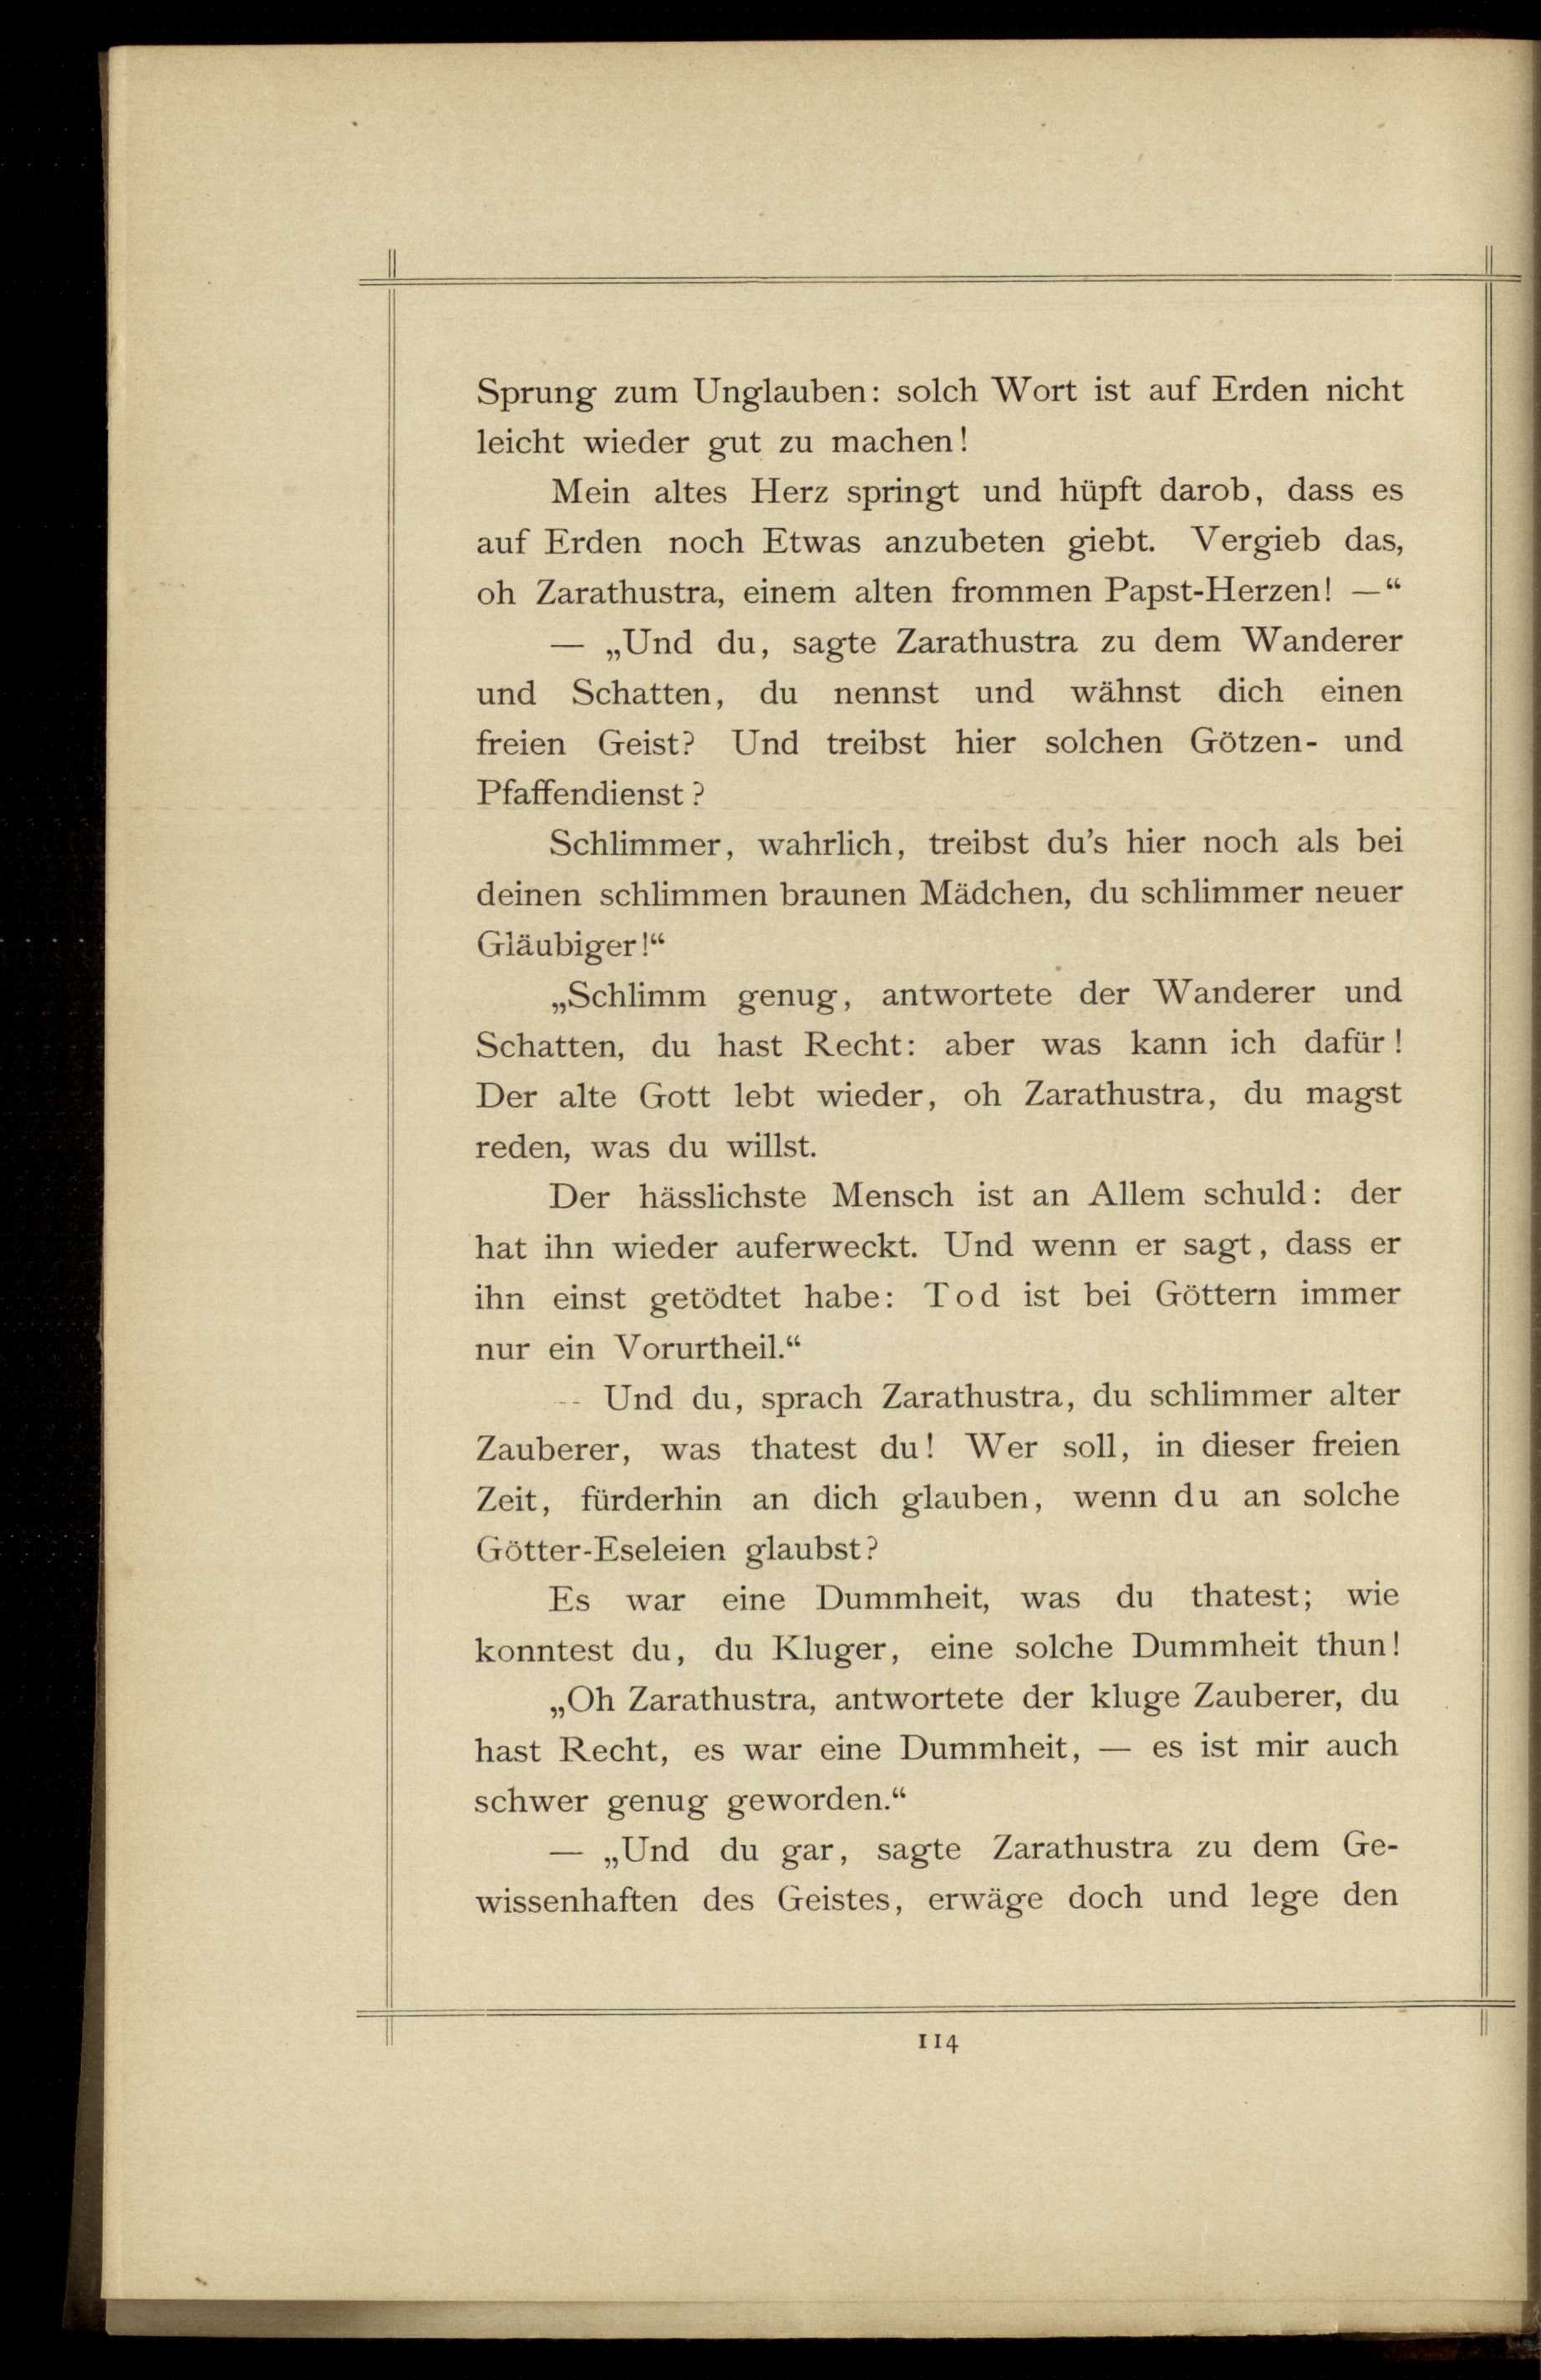 Sprung zum Unglauben: solch Wort ist auf Erden nicht
leicht wieder gut zu machen!
Mein altes Herz springt und hüpft darob, dass es
auf Erden noch Etwas anzubeten giebt. Vergieb das,
oh Zarathustra, einem alten frommen Papst-Herzen! —“
— „Und du, sagte Zarathustra zu dem Wanderer
und Schatten, du nennst und wähnst dich einen
freien Geist? Und treibst hier solchen Götzen- und
Pfaffendienst?
Schlimmer, wahrlich, treibst du’s hier noch als bei
deinen schlimmen braunen Mädchen, du schlimmer neuer
Gläubiger!“
„Schlimm genug, antwortete der Wanderer und
Schatten, du hast Recht: aber was kann ich dafür!
Der alte Gott lebt wieder, oh Zarathustra, du magst
reden, was du willst.
Der hässlichste Mensch ist an Allem schuld: der
hat ihn wieder auferweckt. Und wenn er sagt, dass er
ihn einst getödtet habe: Tod ist bei Göttern immer
nur ein Vorurtheil.“
— Und du, sprach Zarathustra, du schlimmer alter
Zauberer, was thatest du! Wer soll, in dieser freien
Zeit, fürderhin an dich glauben, wenn du an solche
Götter-Eseleien glaubst?
Es war eine Dummheit, was du thatest; wie
konntest du, du Kluger, eine solche Dummheit thun!
„Oh Zarathustra, antwortete der kluge Zauberer, du
hast Recht, es war eine Dummheit, — es ist mir auch
schwer genug geworden.“
— „Und du gar, sagte Zarathustra zu dem Ge-
wissenhaften des Geistes, erwäge doch und lege den
114